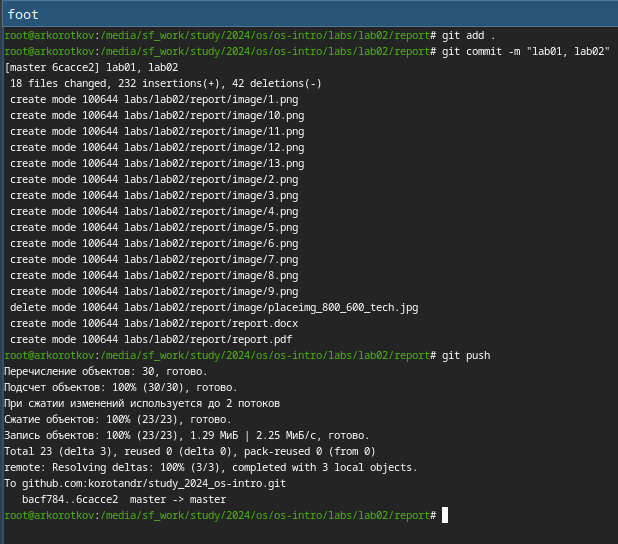 foot
root@arkorotkov:/media/sf_work/study/2024/os/os-intro/labs/lab02/report# git add .
root@arkorotkov:/media/sf_work/study/2024/os/os-intro/labs/lab02/report# git commit -m "lab01, lab02"
[master 6cacce2] lab01, lab02
 18 files changed, 232 insertions(+), 42 deletions(-)
 create mode 100644 labs/lab02/report/image/1.png
 create mode 100644 labs/lab02/report/image/10.png
 create mode 100644 labs/lab02/report/image/11.png
 create mode 100644 labs/lab02/report/image/12.png
 create mode 100644 labs/lab02/report/image/13.png
 create mode 100644 labs/lab02/report/image/2.png
 create mode 100644 labs/lab02/report/image/3.png
 create mode 100644 labs/lab02/report/image/4.png
 create mode 100644 labs/lab02/report/image/5.png
 create mode 100644 labs/lab02/report/image/6.png
 create mode 100644 labs/lab02/report/image/7.png
 create mode 100644 labs/lab02/report/image/8.png
 create mode 100644 labs/lab02/report/image/9.png
 delete mode 100644 labs/lab02/report/image/placeimg_800_600_tech.jpg
 create mode 100644 labs/lab02/report/report.docx
 create mode 100644 labs/lab02/report/report.pdf
root@arkorotkov:/media/sf_work/study/2024/os/os-intro/labs/lab02/report# git push
Перечисление объектов: 30, готово.
Подсчет объектов: 100% (30/30), готово.
При сжатии изменений используется до 2 потоков
Сжатие объектов: 100% (23/23), готово.
Запись объектов: 100% (23/23), 1.29 МиБ | 2.25 МиБ/с, готово.
Total 23 (delta 3), reused 0 (delta 0), pack-reused 0 (from 0)
remote: Resolving deltas: 100% (3/3), completed with 3 local objects.
To github.com:korotandr/study_2024_os-intro.git
   bacf784..6cacce2  master -> master
root@arkorotkov:/media/sf_work/study/2024/os/os-intro/labs/lab02/report#